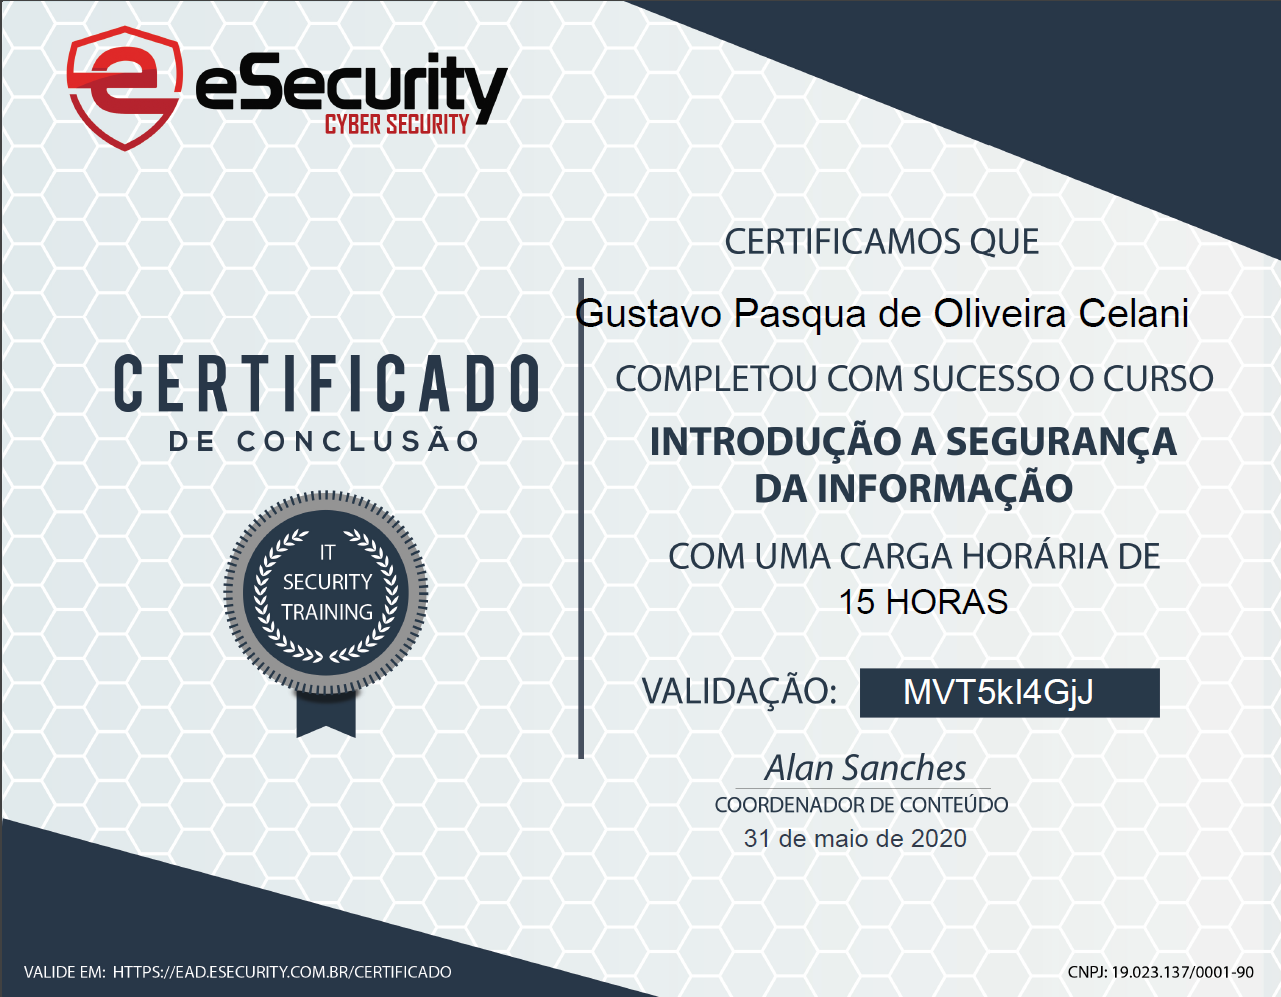 e
eSecurity
CYBER SECURITY
CERTIFICADO
DE CONCLUSÃO
IT
SECURITY
TRAINING
CERTIFICAMOS QUE
Gustavo Pasqua de Oliveira Celani
COMPLETOU COM SUCESSO O CURSO
INTRODUÇÃO A SEGURANÇA
DA INFORMAÇÃO
COM UMA CARGA HORÁRIA DE
15 HORAS
VALIDAÇÃO: MVT5kI4GjJ
Alan Sanches
COORDENADOR DE CONTEÚDO
31 de maio de 2020
VALIDE EM: HTTPS://EAD.ESECURITY.COM.BR/CERTIFICADO
CNPJ: 19.023.137/0001-90